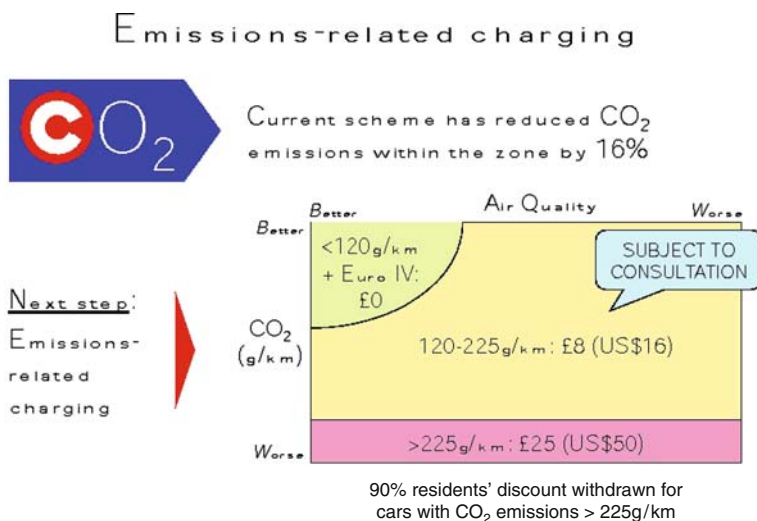 Emissions-related charging
CO₂
Current scheme has reduced CO₂
emissions within the zone by 16%
Better
Air Quality
Worse
Better
<120g/km
+ Euro IV:
£0
SUBJECT TO
CONSULTATION
Next step:
Emissions-
related
charging
CO₂
(g/km)
120-225g/km: £8 (US$16)
>225g/km: £25 (US$50)
Worse
90% residents’ discount withdrawn for
cars with CO₂ emissions > 225g/km